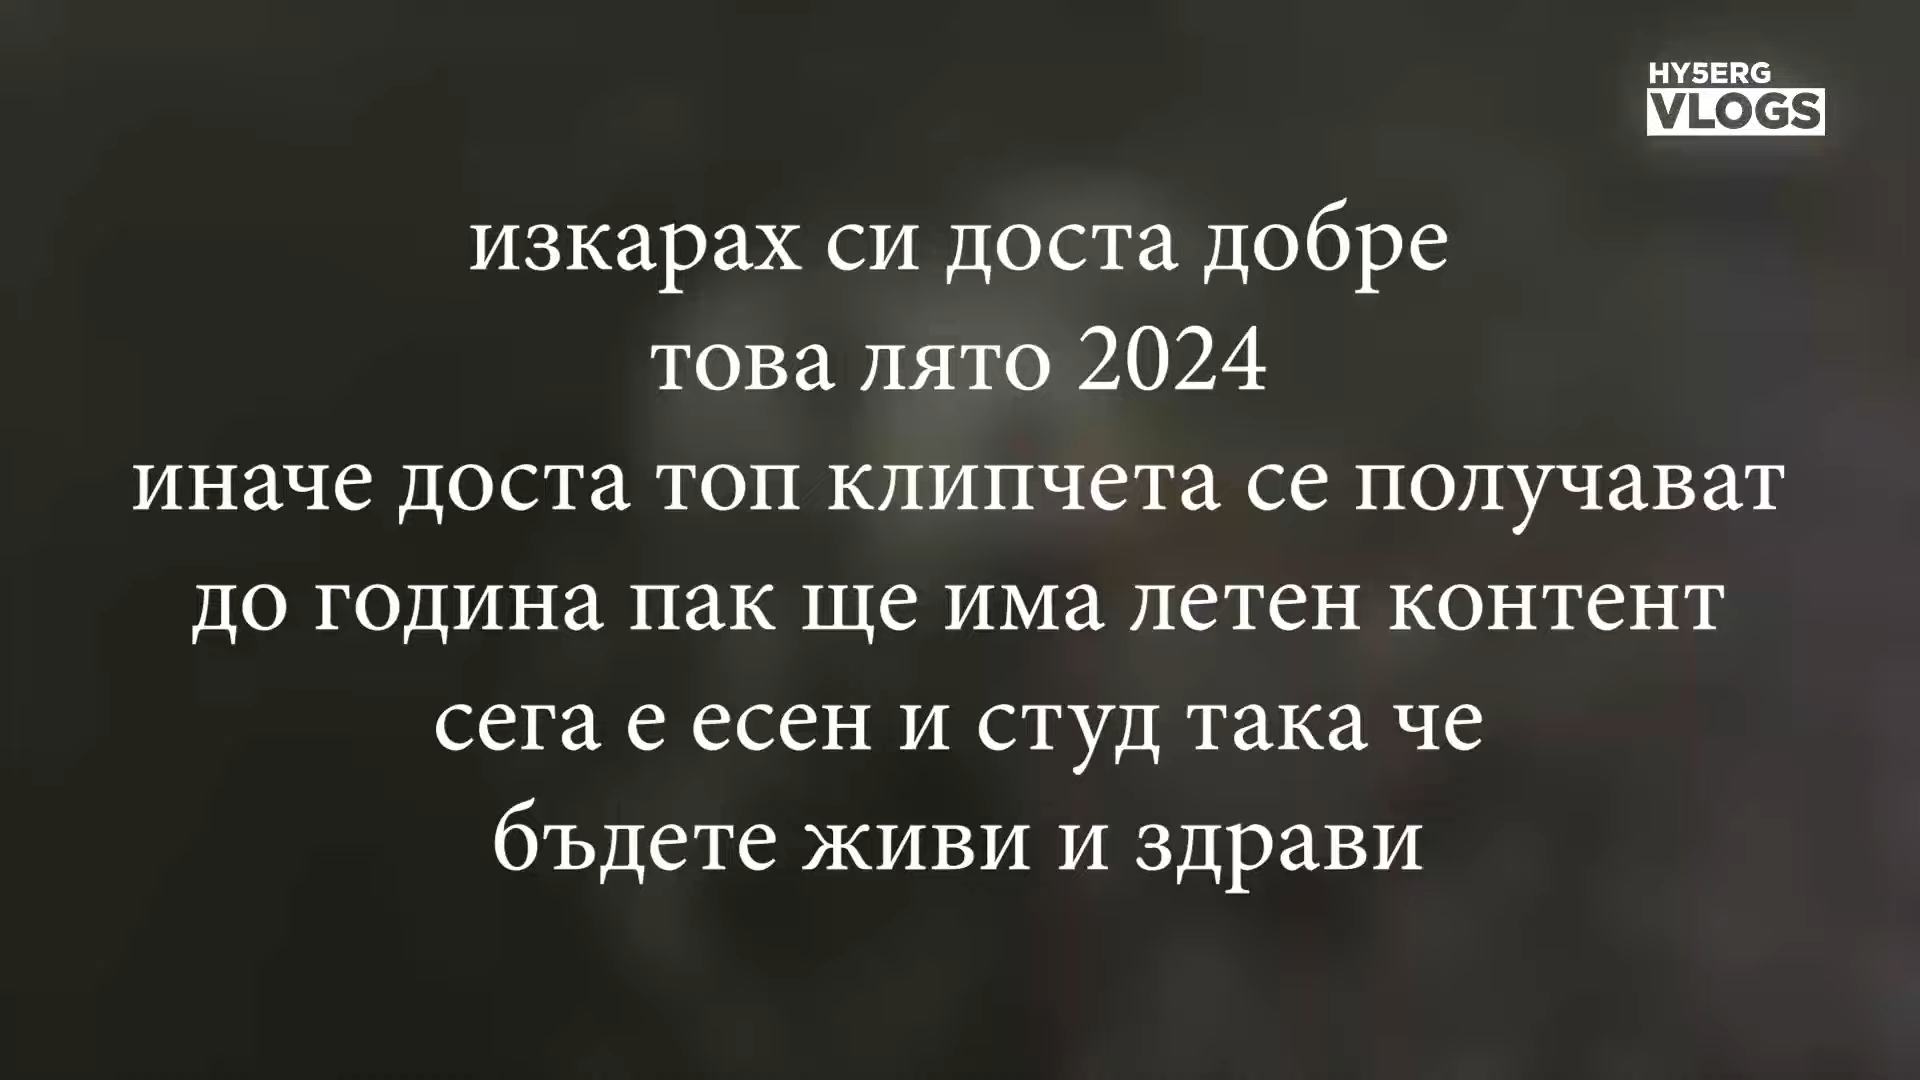 HY5ERG
VLOGS
изкарах си доста добре
това лято 2024
иначе доста топ клипчета се получават
до година пак ще има летен контент
сега е есен и студ така че
бъдете живи и здрави